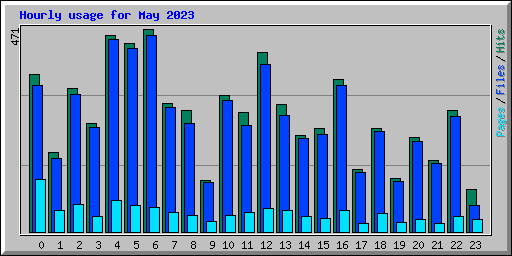 Hourly usage for May 2023
471
Pages / Files / Hits
0 1 2 3 4 5 6 7 8 9 10 11 12 13 14 15 16 17 18 19 20 21 22 23